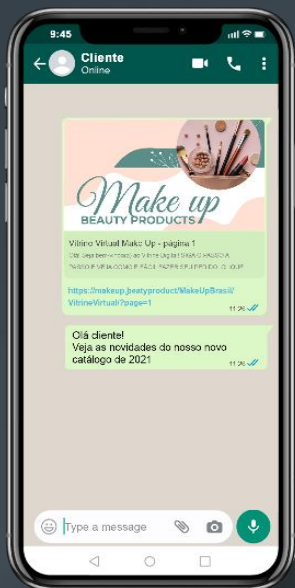 9:45
Cliente
Online
Make up
BEAUTY PRODUCTS
Vitrino Virtual Make Up - página 1
https://makeup.beatyproduct/MakeUpBrasil/
VitrineVirtual/?page=1
11:26
Olá cliente!
Veja as novidades do nosso novo
catálogo de 2021
11:26
Type a message